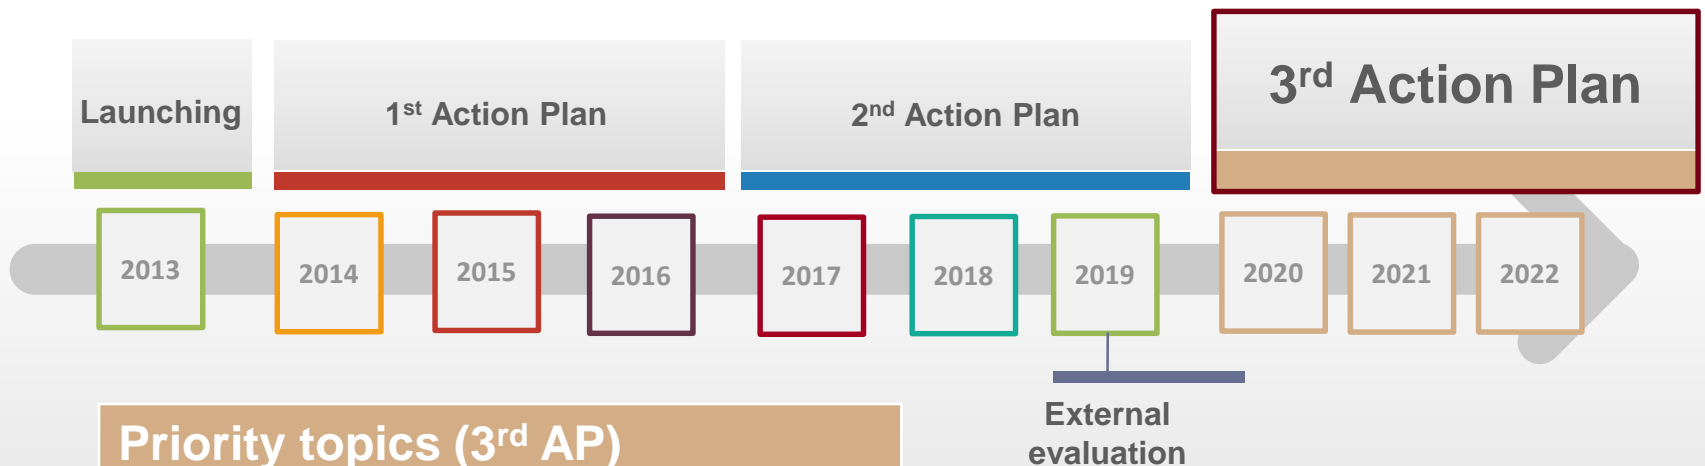 Launching
1st Action Plan
2nd Action Plan
3rd Action Plan
2013
2014
2015
2016
2017
2018
2019
2020
2021
2022
External
evaluation
Priority topics (3rd AP)